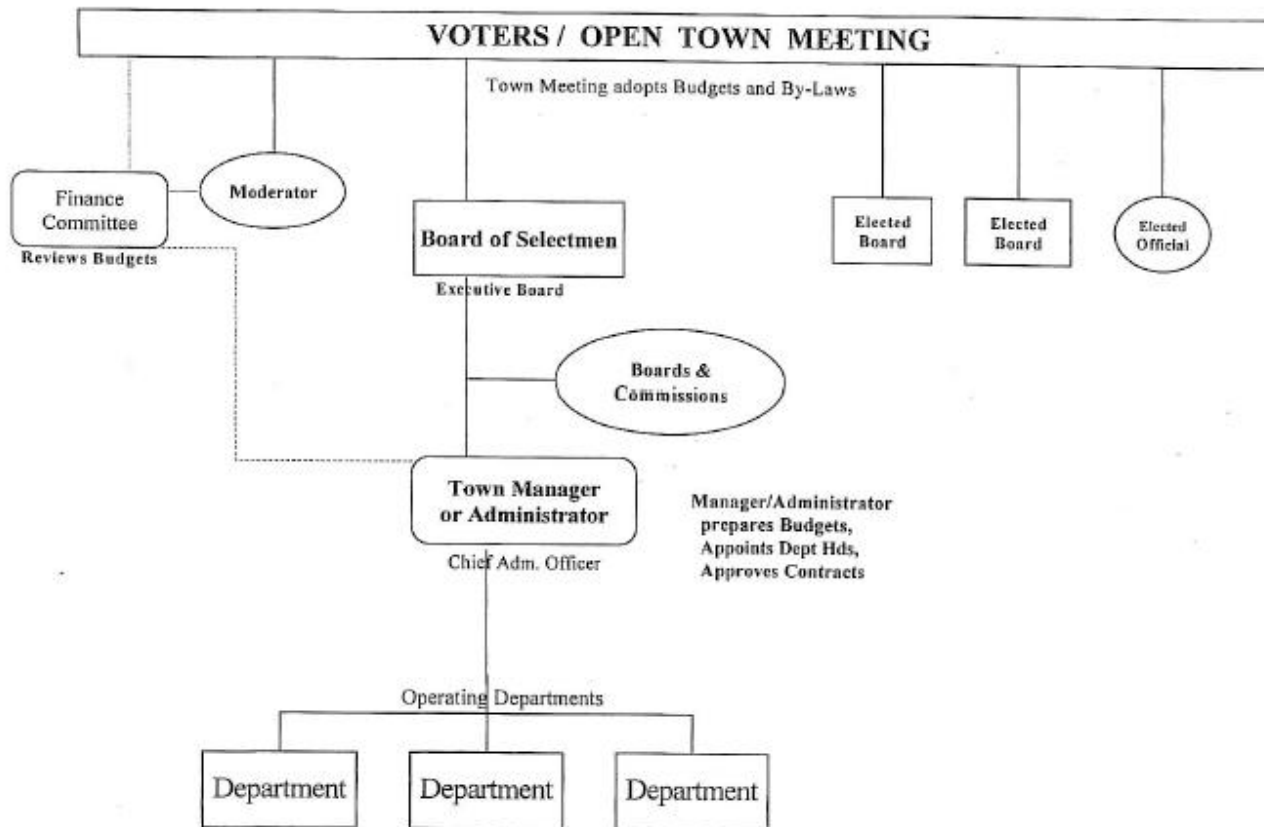 VOTERS / OPEN TOWN MEETING
Town Meeting adopts Budgets and By-Laws
Finance
Committee
Reviews Budgets
Moderator
Board of Selectmen
Executive Board
Elected
Board
Elected
Board
Elected
Official
Boards &
Commissions
Town Manager
or Administrator
Chief Adm. Officer
Manager/Administrator
prepares Budgets,
Appoints Dept Hds,
Approves Contracts
Operating Departments
Department
Department
Department